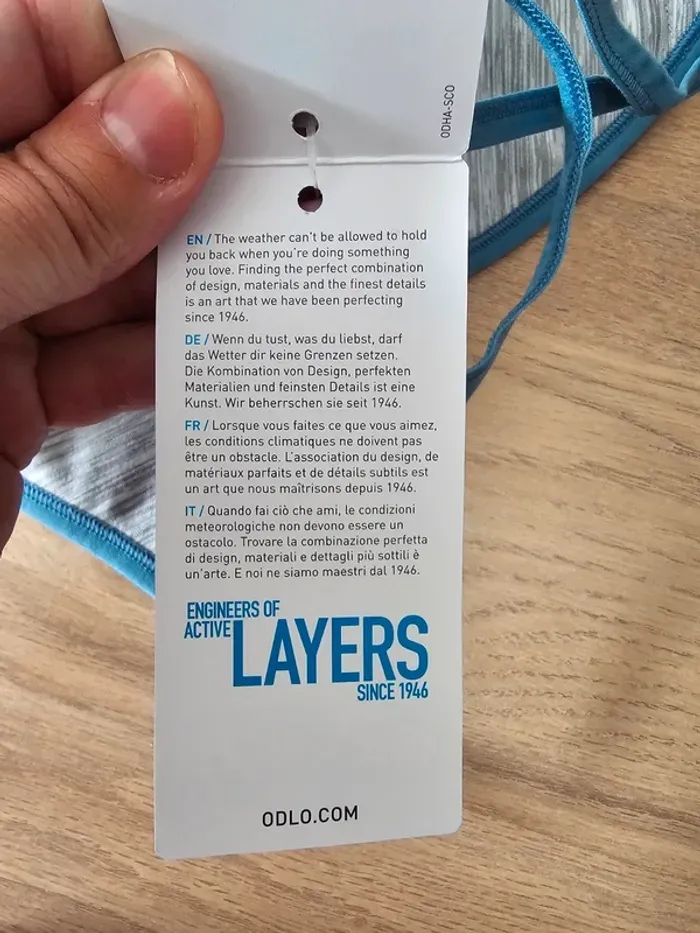 ODHA-SCO
EN / The weather can't be allowed to hold
you back when you're doing something
you love. Finding the perfect combination
of design, materials and the finest details
is an art that we have been perfecting
since 1946.
DE / Wenn du tust, was du liebst, darf
das Wetter dir keine Grenzen setzen.
Die Kombination von Design, perfekten
Materialien und feinsten Details ist eine
Kunst. Wir beherrschen sie seit 1946.
FR / Lorsque vous faites ce que vous aimez,
les conditions climatiques ne doivent pas
être un obstacle. L'association du design, de
matériaux parfaits et de détails subtils est
un art que nous maîtrisons depuis 1946.
IT / Quando fai ciò che ami, le condizioni
meteorologiche non devono essere un
ostacolo. Trovare la combinazione perfetta
di design, materiali e dettagli più sottili è
un'arte. E noi ne siamo maestri dal 1946.
ENGINEERS OF
ACTIVE LAYERS
SINCE 1946
ODLO.COM